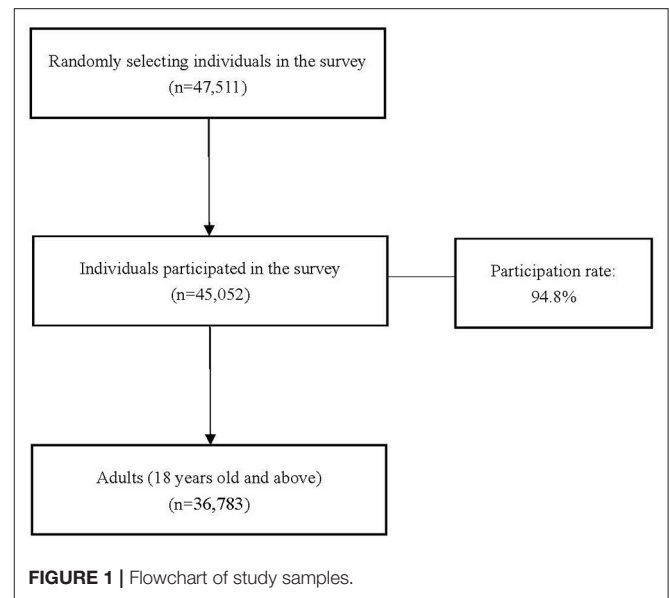 Randomly selecting individuals in the survey
(n=47,511)
Individuals participated in the survey
(n=45,052)
Participation rate:
94.8%
Adults (18 years old and above)
(n=36,783)
FIGURE 1 | Flowchart of study samples.